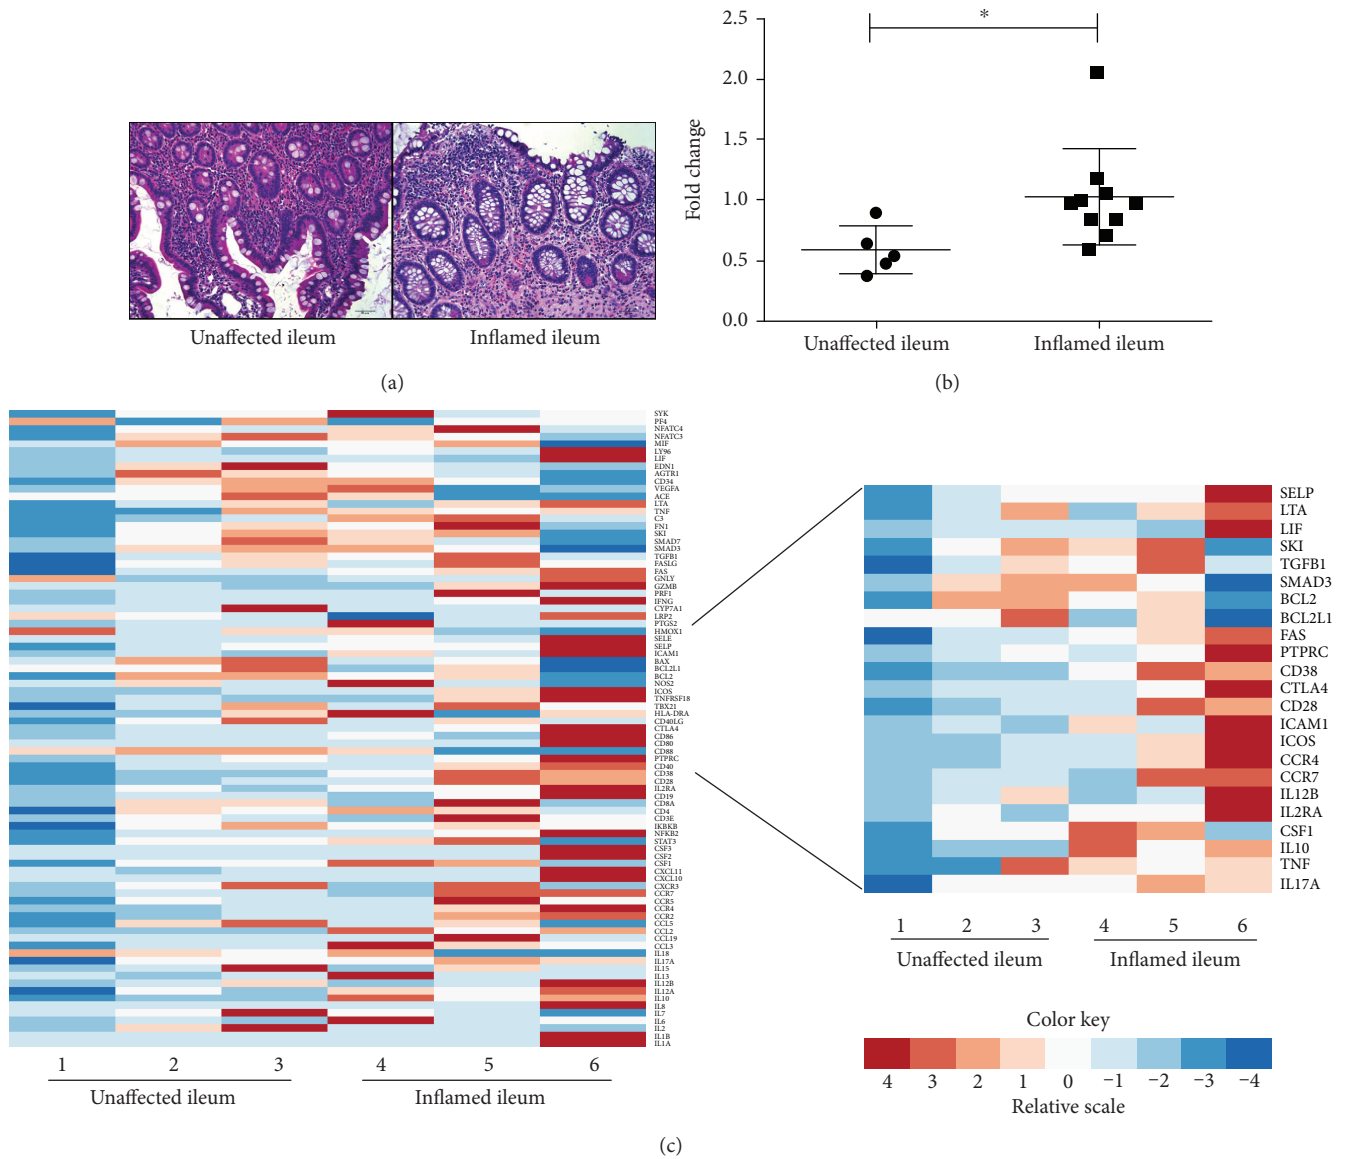 2.5
2.0
1.5
1.0
0.5
0.0
Fold change
*
Unaffected ileum
Inflamed ileum
Unaffected ileum
Inflamed ileum
(a)
(b)
SYK
PF4
NFATC4
NFATC3
MIF
LY96
LIF
EDN1
AGTR1
CD34
VEGFA
ACE
LTA
TNF
C3
FN1
SKI
SMAD7
SMAD3
TGFB1
FASLG
FAS
GNLY
GZMB
PRF1
IFNG
CYP7A1
LRP2
PTGS2
HMOX1
SELE
SELP
ICAM1
BAX
BCL2L1
BCL2
NOS2
ICOS
TNFRSF18
TBX21
HLA-DRA
CD40LG
CTLA4
CD86
CD80
CD88
PTPRC
CD40
CD38
CD28
IL2RA
CD19
CD8A
CD4
CD3E
IKBKB
NFKB2
STAT3
CSF3
CSF2
CSF1
CXCL11
CXCL10
CXCR3
CCR7
CCR5
CCR4
CCR2
CCL5
CCL2
CCL19
CCL3
IL18
IL17A
IL15
IL13
IL12B
IL12A
IL10
IL8
IL7
IL6
IL2
IL1B
IL1A
1 2 3 4 5 6
Unaffected ileum
Inflamed ileum
SELP
LTA
LIF
SKI
TGFB1
SMAD3
BCL2
BCL2L1
FAS
PTPRC
CD38
CTLA4
CD28
ICAM1
ICOS
CCR4
CCR7
IL12B
IL2RA
CSF1
IL10
TNF
IL17A
1 2 3 4 5 6
Unaffected ileum
Inflamed ileum
Color key
4 3 2 1 0 −1 −2 −3 −4
Relative scale
(c)